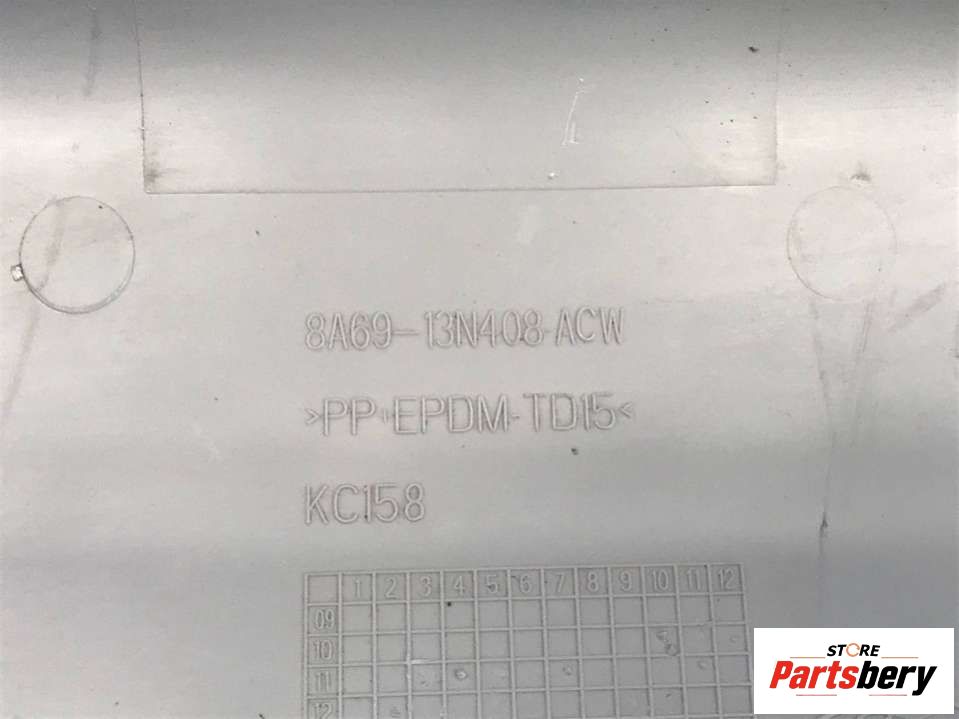 8A69-13N408-ACW
>PP+EPDM-TD15<
KC158
1 2 3 4 5 6 7 8 9 10 11 12
09
10
11
12
STORE
Partsbery